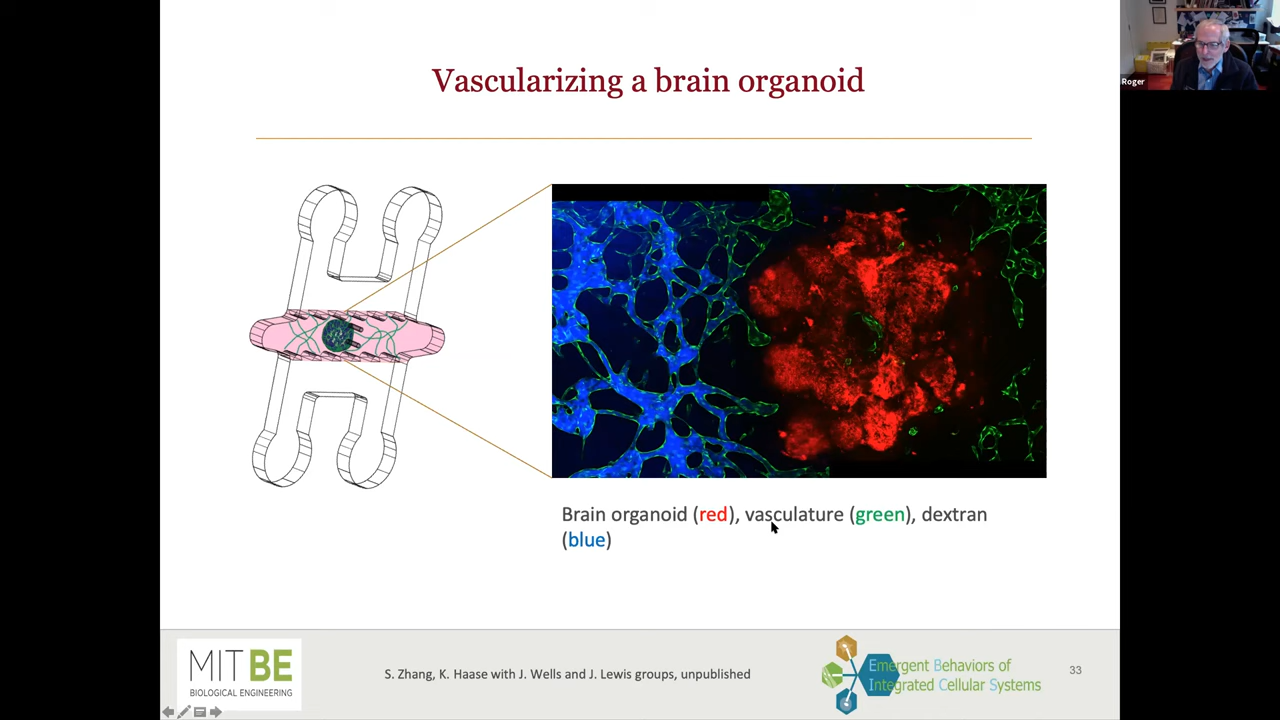 Vascularizing a brain organoid
Roger
Brain organoid (red), vasculature (green), dextran
(blue)
MIT BE
BIOLOGICAL ENGINEERING
S. Zhang, K. Haase with J. Wells and J. Lewis groups, unpublished
Emergent Behaviors of
Integrated Cellular Systems
33